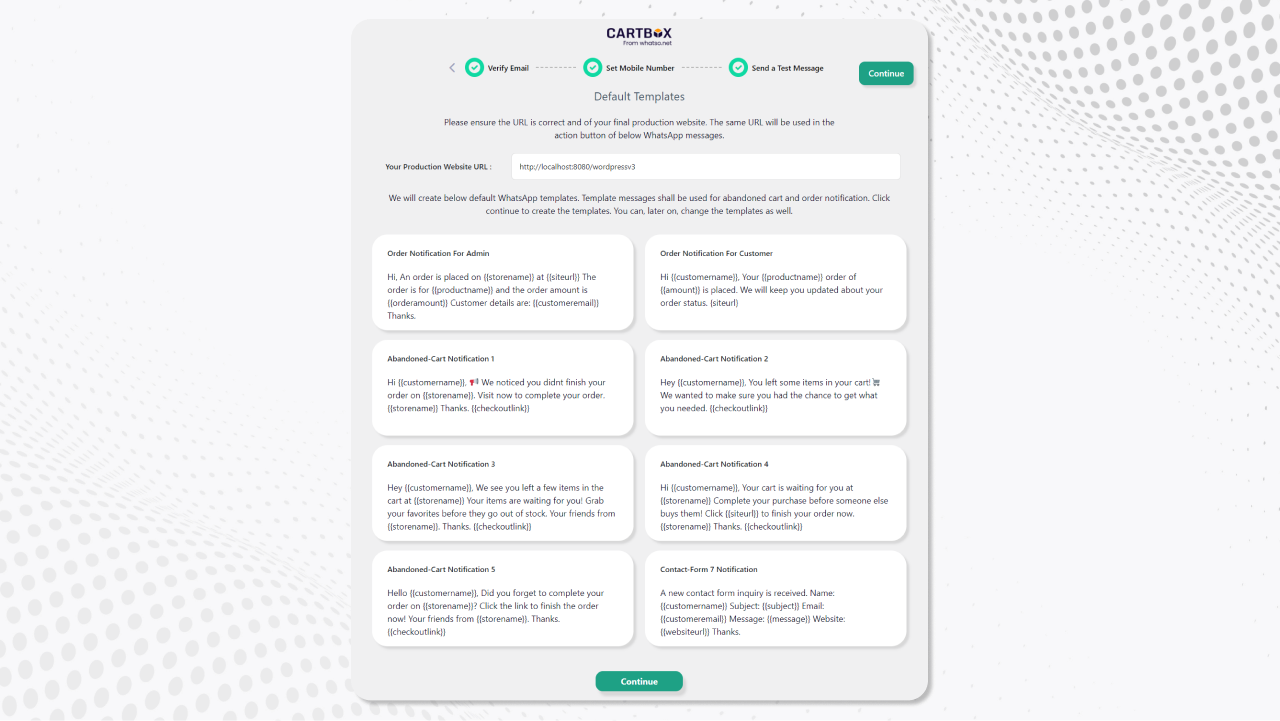 CARTBOX
From whatso.net
Verify Email
Set Mobile Number
Send a Test Message
Continue
Default Templates
Please ensure the URL is correct and of your final production website. The same URL will be used in the
action button of below WhatsApp messages.
Your Production Website URL :
http://localhost:8080/wordpressv3
We will create below default WhatsApp templates. Template messages shall be used for abandoned cart and order notification. Click
continue to create the templates. You can, later on, change the templates as well.
Order Notification For Admin
Hi, An order is placed on {{storename}} at {{siteurl}} The
order is for {{productname}} and the order amount is
{{orderamount}} Customer details are: {{customeremail}}
Thanks.
Order Notification For Customer
Hi {{customername}}, Your {{productname}} order of
{{amount}} is placed. We will keep you updated about your
order status. {siteurl}
Abandoned-Cart Notification 1
Hi {{customername}}, 📢 We noticed you didnt finish your
order on {{storename}}. Visit now to complete your order.
{{storename}} Thanks. {{checkoutlink}}
Abandoned-Cart Notification 2
Hey {{customername}}, You left some items in your cart! 🛒
We wanted to make sure you had the chance to get what
you needed. {{checkoutlink}}
Abandoned-Cart Notification 3
Hey {{customername}}, We see you left a few items in the
cart at {{storename}} Your items are waiting for you! Grab
your favorites before they go out of stock. Your friends from
{{storename}}. Thanks. {{checkoutlink}}
Abandoned-Cart Notification 4
Hi {{customername}}, Your cart is waiting for you at
{{storename}} Complete your purchase before someone else
buys them! Click {{siteurl}} to finish your order now.
{{storename}} Thanks. {{checkoutlink}}
Abandoned-Cart Notification 5
Hello {{customername}}, Did you forget to complete your
order on {{storename}}? Click the link to finish the order
now! Your friends from {{storename}}. Thanks.
{{checkoutlink}}
Contact-Form 7 Notification
A new contact form inquiry is received. Name:
{{customername}} Subject: {{subject}} Email:
{{customeremail}} Message: {{message}} Website:
{{websiteurl}} Thanks.
Continue